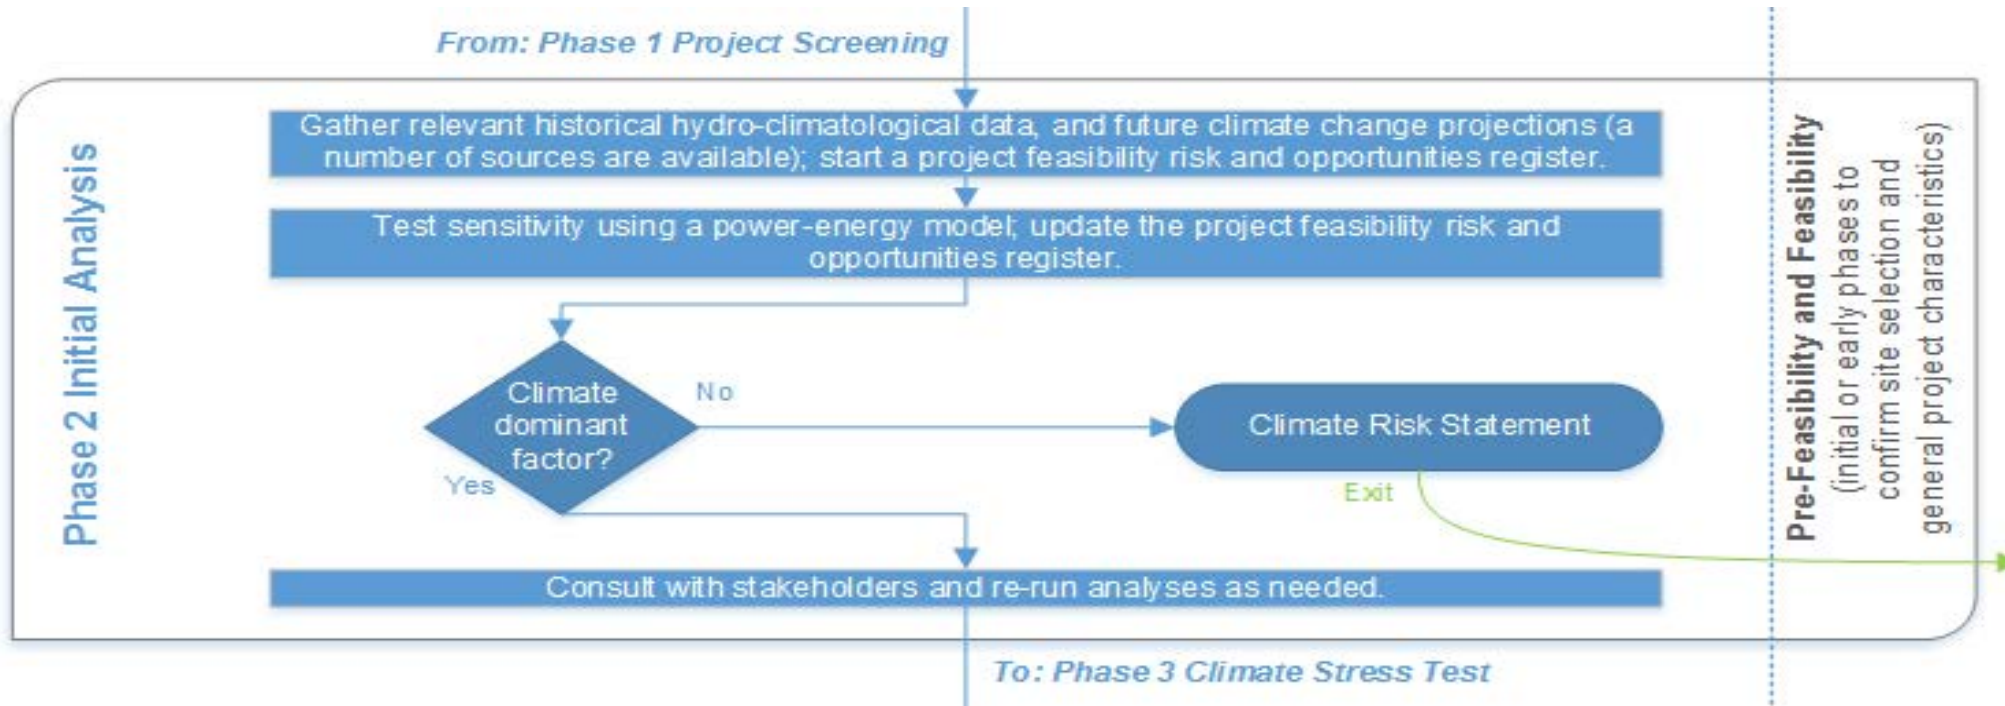 From: Phase 1 Project Screening
Phase 2 Initial Analysis
Gather relevant historical hydro-climatological data, and future climate change projections (a
number of sources are available); start a project feasibility risk and opportunities register.
Test sensitivity using a power-energy model; update the project feasibility risk and
opportunities register.
Climate
dominant
factor?
No
Yes
Climate Risk Statement
Exit
Consult with stakeholders and re-run analyses as needed.
Pre-Feasibility and Feasibility
(initial or early phases to
confirm site selection and
general project characteristics)
To: Phase 3 Climate Stress Test